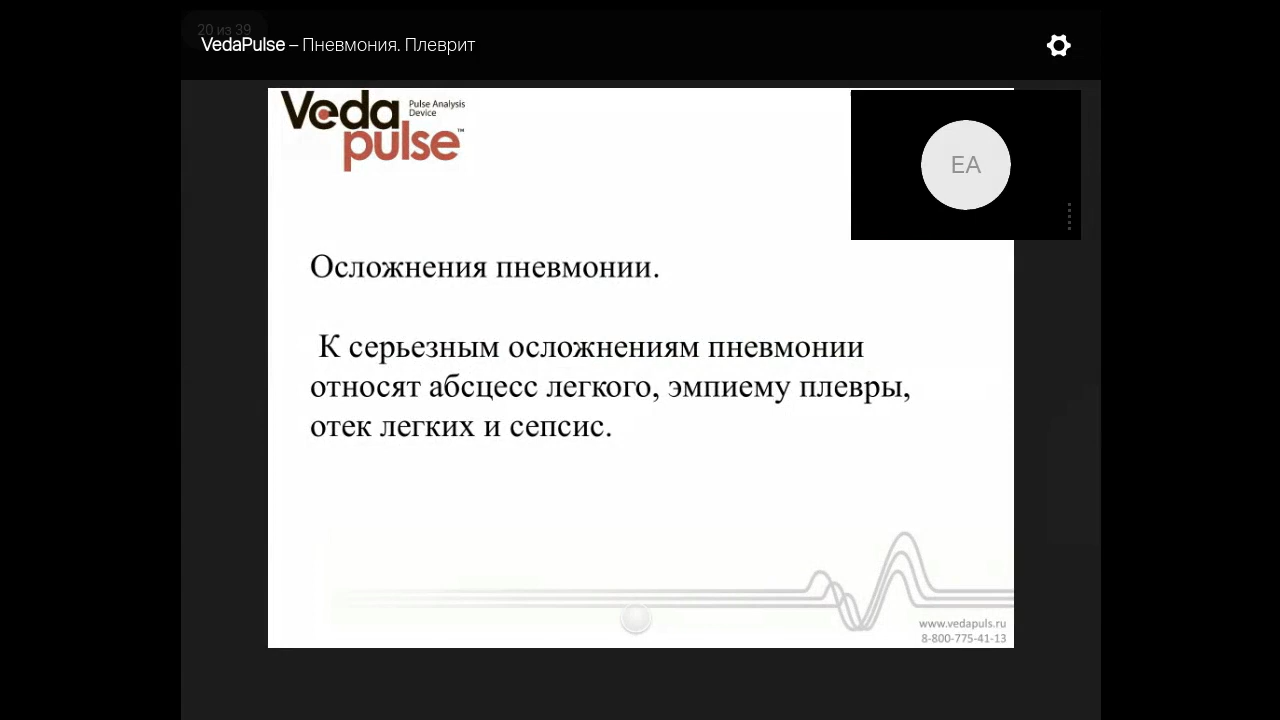 20 из 39
VedaPulse – Пневмония. Плеврит
Veda Pulse Analysis Device
pulse™
EA
Осложнения пневмонии.
К серьезным осложнениям пневмонии
относят абсцесс легкого, эмпиему плевры,
отек легких и сепсис.
www.vedapuls.ru
8-800-775-41-13